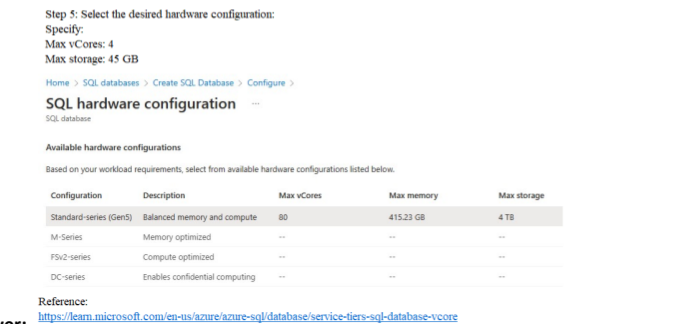 Step 5: Select the desired hardware configuration:
Specify:
Max vCores: 4
Max storage: 45 GB
Home > SQL databases > Create SQL Database > Configure >
SQL hardware configuration ...
SQL database
Available hardware configurations
Based on your workload requirements, select from available hardware configurations listed below.
Configuration Description Max vCores Max memory Max storage
Standard-series (Gen5) Balanced memory and compute 80 415.23 GB 4 TB
M-Series Memory optimized -- -- --
FSv2-series Compute optimized -- -- --
DC-series Enables confidential computing -- -- --
Reference:
https://learn.microsoft.com/en-us/azure/azure-sql/database/service-tiers-sql-database-vcore